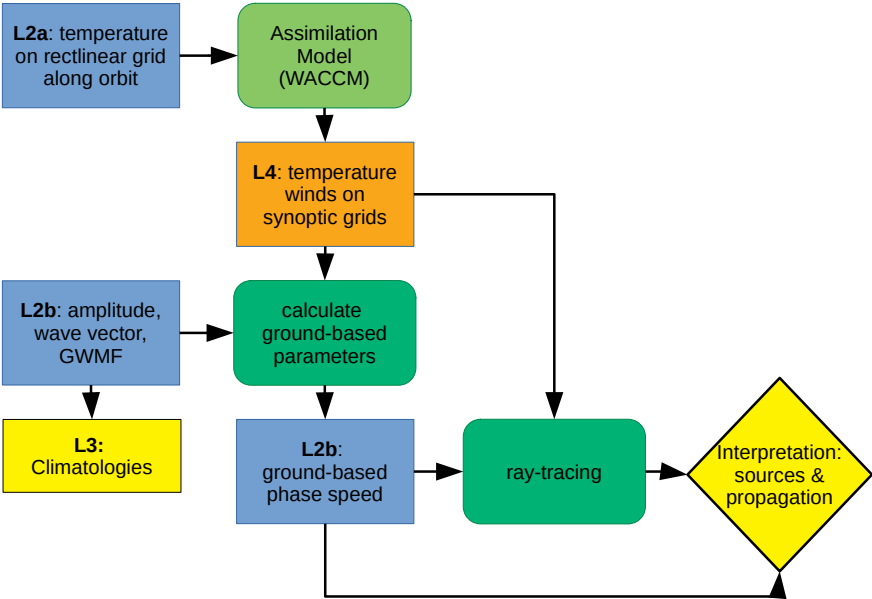 L2a: temperature
on rectlinear grid
along orbit
Assimilation
Model
(WACCM)
L4: temperature
winds on
synoptic grids
L2b: amplitude,
wave vector,
GWMF
calculate
ground-based
parameters
L3:
Climatologies
L2b:
ground-based
phase speed
ray-tracing
Interpretation:
sources &
propagation